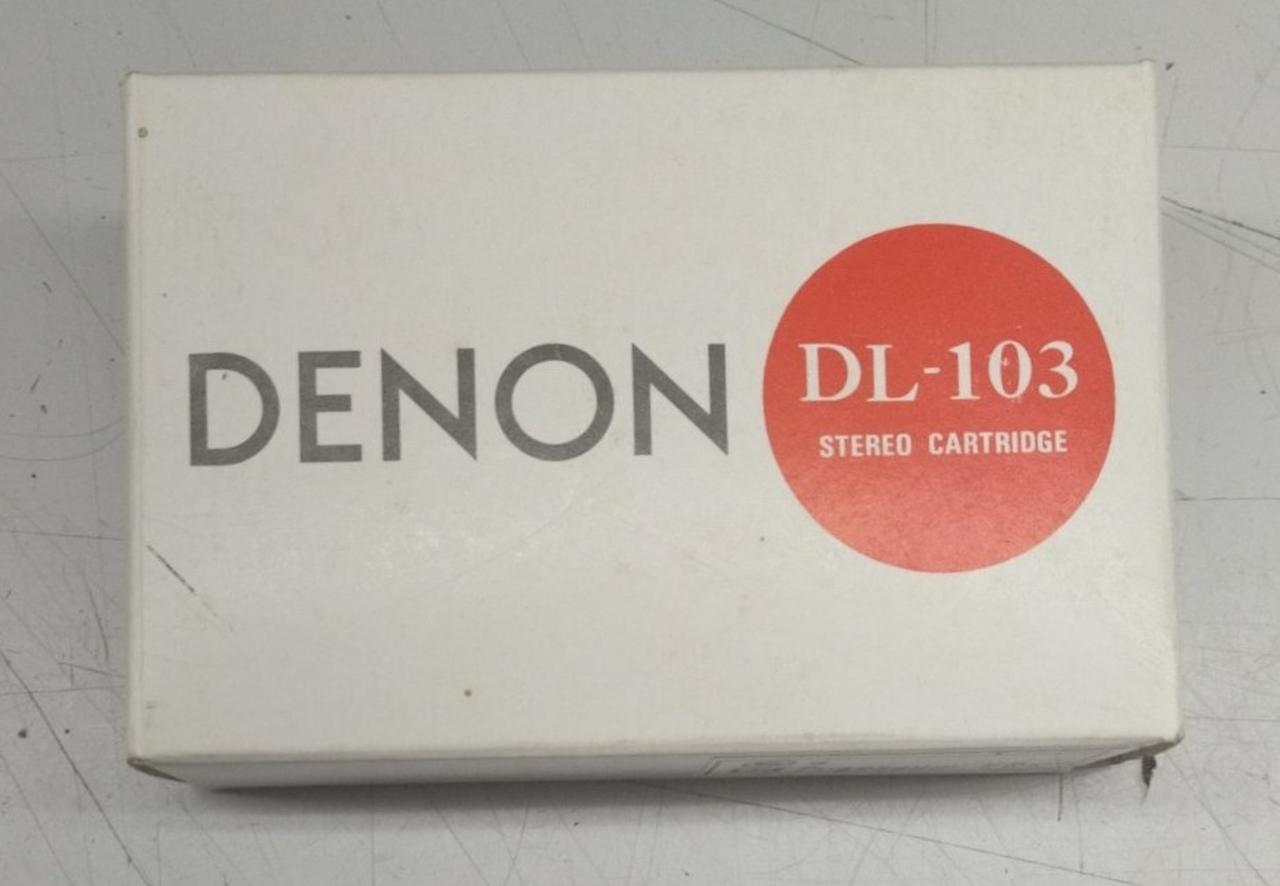 DENON
DL-103
STEREO CARTRIDGE